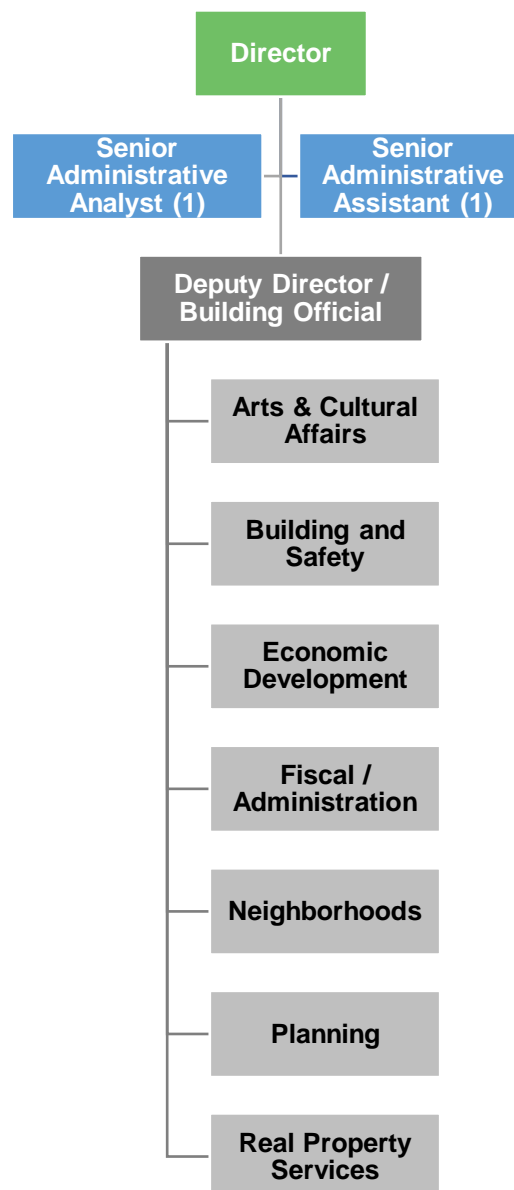 Director
Senior
Administrative
Analyst (1)
Senior
Administrative
Assistant (1)
Deputy Director /
Building Official
Arts & Cultural
Affairs
Building and
Safety
Economic
Development
Fiscal /
Administration
Neighborhoods
Planning
Real Property
Services